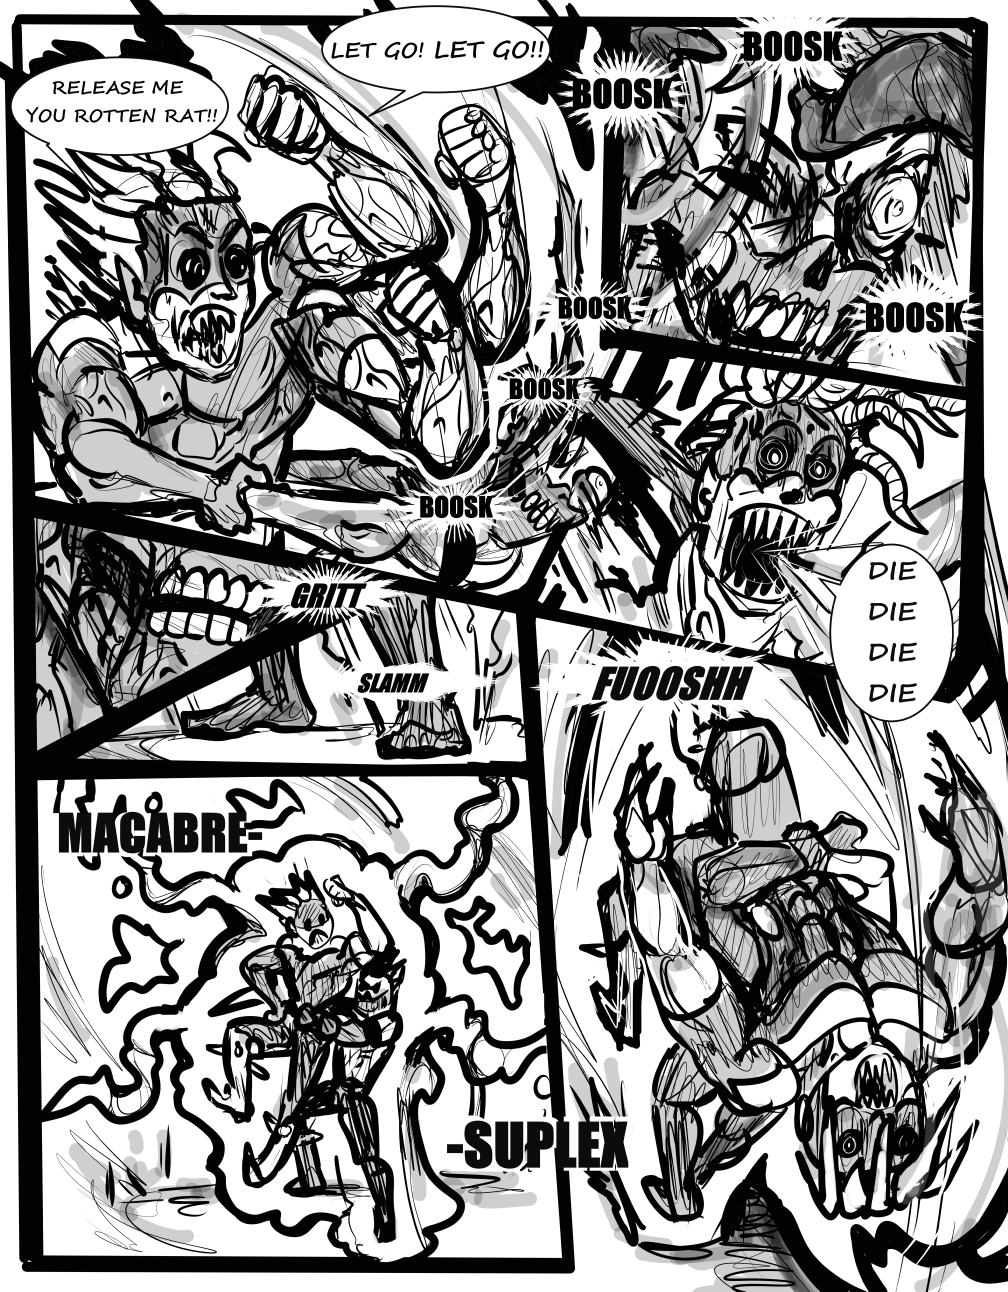 LET GO! LET GO!!
RELEASE ME
YOU ROTTEN RAT!!
BOOSK
BOOSK
BOOSK
BOOSK
BOOSK
BOOSK
DIE
DIE
DIE
DIE
GRITT
SLAMM
FUOOSHH
MACABRE-
-SUPLEX